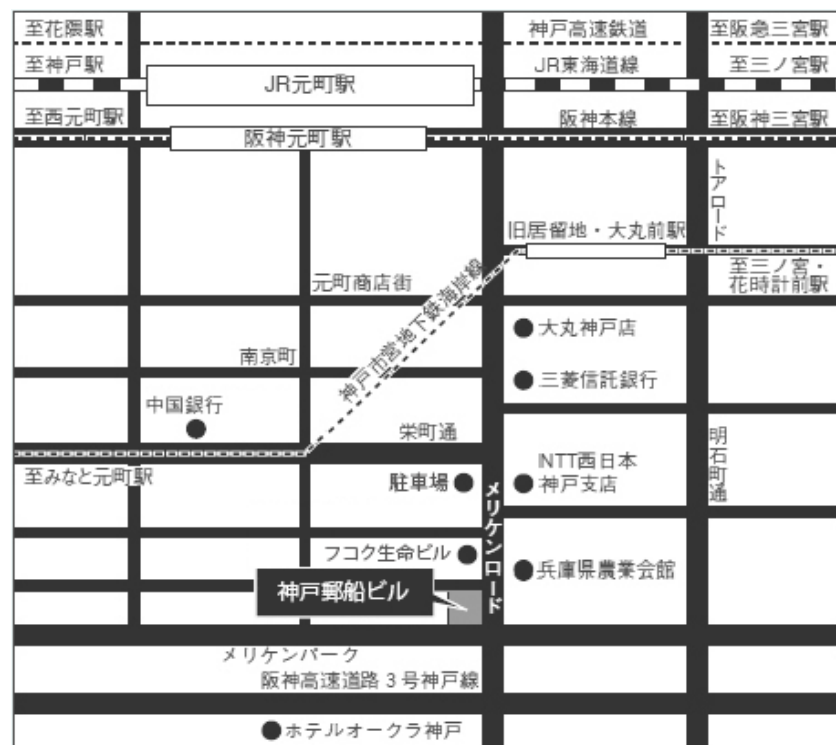 至花隈駅
神戸高速鉄道
至阪急三宮駅
至神戸駅
JR元町駅
JR東海道線
至三ノ宮駅
至西元町駅
阪神元町駅
阪神本線
至阪神三宮駅
トアロード
旧居留地・大丸前駅
至三ノ宮・
花時計前駅
元町商店街
神戸市営地下鉄海岸線
大丸神戸店
南京町
三菱信託銀行
中国銀行
栄町通
明石町通
至みなと元町駅
駐車場
メリケンロード
NTT西日本
神戸支店
フコク生命ビル
兵庫県農業会館
神戸郵船ビル
メリケンパーク
阪神高速道路3号神戸線
ホテルオークラ神戸